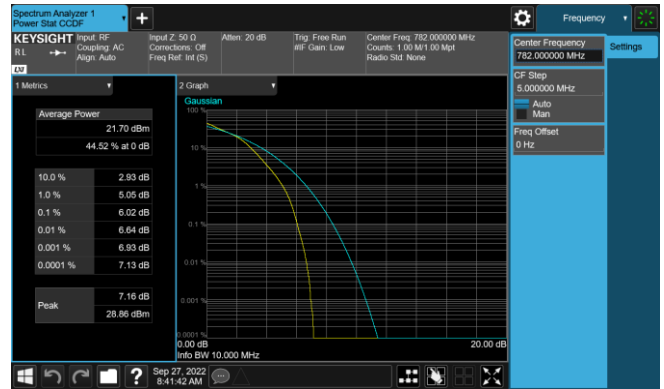 Spectrum Analyzer 1
Power Stat CCDF
+
Frequency
KEYSIGHT
RL
LXI
Input: RF
Coupling: AC
Align: Auto
Input Z: 50 Ω
Corrections: Off
Freq Ref: Int (S)
Atten: 20 dB
Trig: Free Run
#IF Gain: Low
Center Freq: 782.000000 MHz
Counts: 1.00 M/1.00 Mpt
Radio Std: None
Center Frequency
782.000000 MHz
Settings
CF Step
5.000000 MHz
Auto
Man
Freq Offset
0 Hz
1 Metrics
Average Power
21.70 dBm
44.52 % at 0 dB
10.0 % 2.93 dB
1.0 % 5.05 dB
0.1 % 6.02 dB
0.01 % 6.64 dB
0.001 % 6.93 dB
0.0001 % 7.13 dB
Peak
7.16 dB
28.86 dBm
2 Graph
Gaussian
100 %
10 %
1 %
0.1 %
0.01 %
0.001 %
0.0001 %
0.00 dB
20.00 dB
Info BW 10.000 MHz
?
Sep 27, 2022
8:41:42 AM